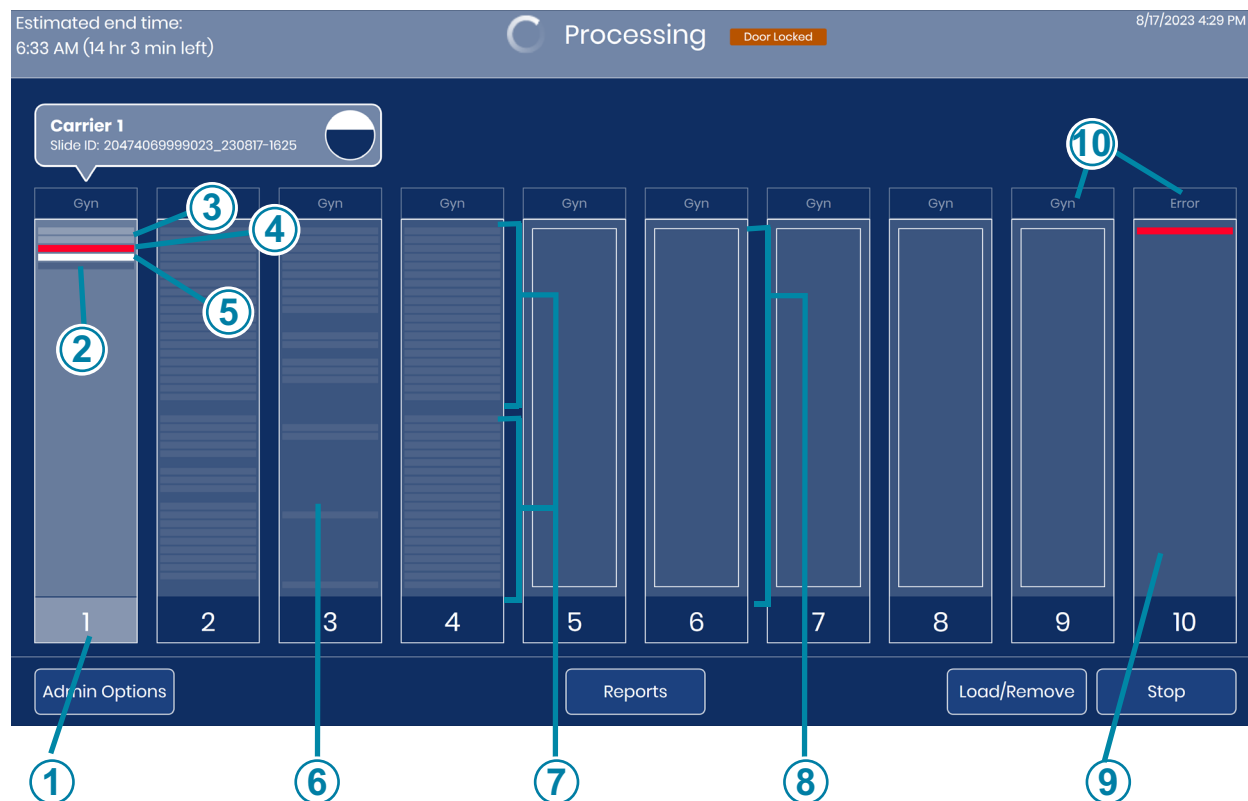 Estimated end time:
6:33 AM (14 hr 3 min left)
Processing
Door Locked
8/17/2023 4:29 PM
Carrier 1
Slide ID: 20474069999023_230817-1625
10
Gyn
Gyn
Gyn
Gyn
Gyn
Gyn
Gyn
Gyn
Error
3
4
5
2
1
2
3
4
5
6
7
8
9
10
Admin Options
Reports
Load/Remove
Stop
1
6
7
8
9